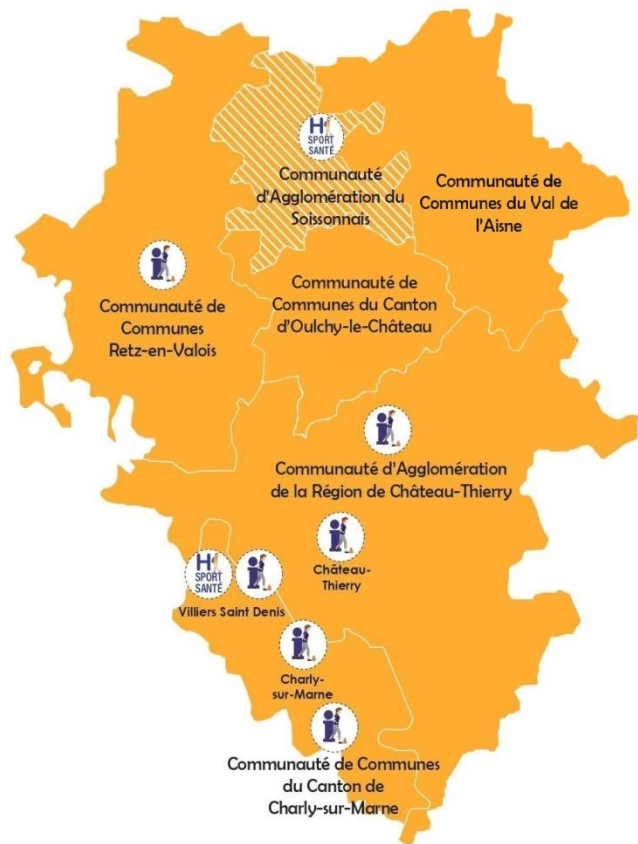 H
SPORT
SANTÉ
Communauté
d'Agglomération du
Soissonnais
Communauté de
Communes du Val de
l'Aisne
Communauté de
Communes
Retz-en-Valois
Communauté de
Communes du Canton
d'Oulchy-le-Château
Communauté d'Agglomération
de la Région de Château-Thierry
Château-
Thierry
H
SPORT
SANTÉ
Villiers Saint Denis
Charly-
sur-Marne
Communauté de Communes
du Canton de
Charly-sur-Marne